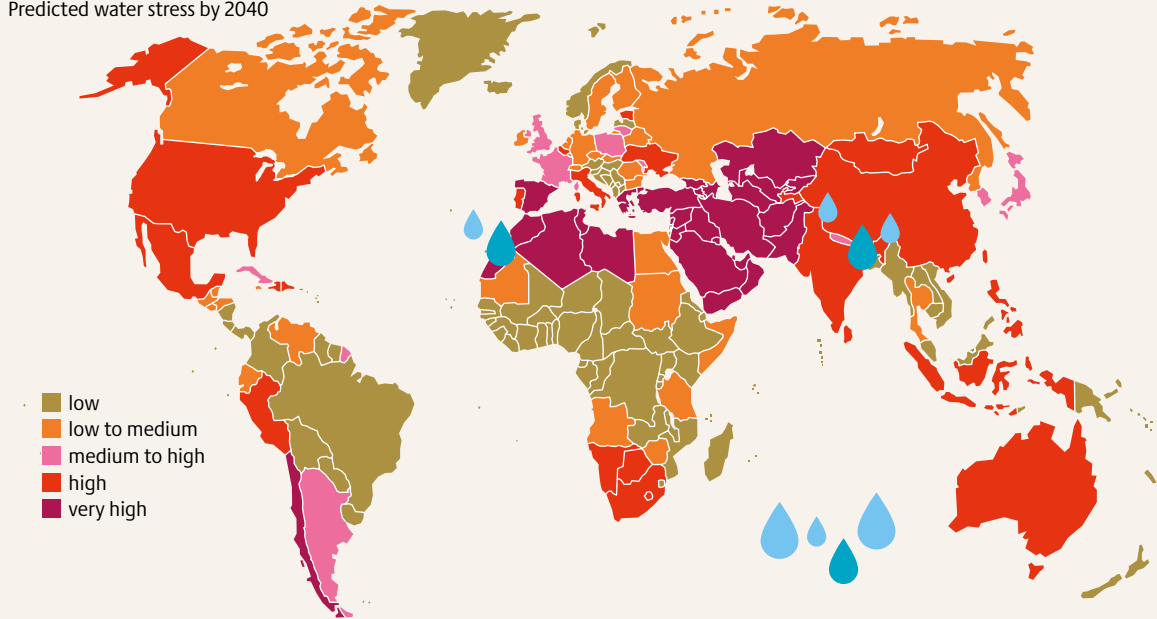 Predicted water stress by 2040
low
low to medium
medium to high
high
very high